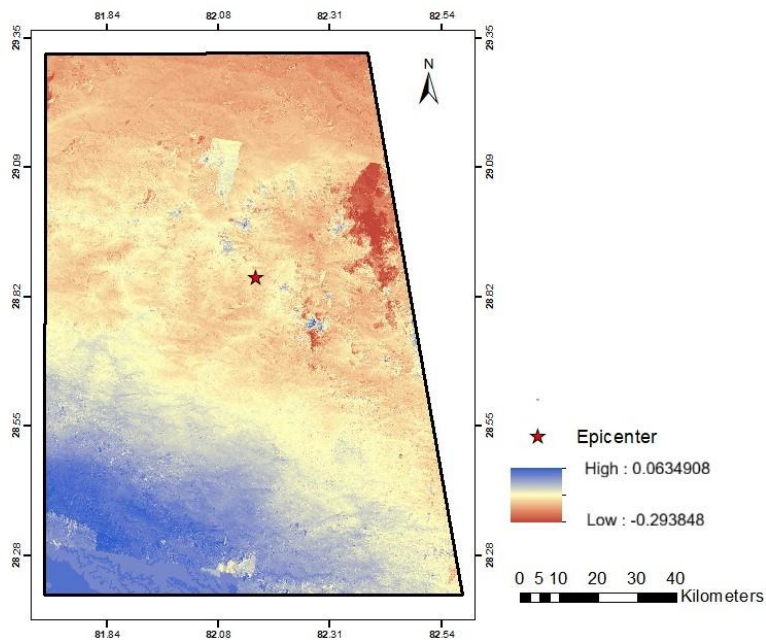 81.84 82.08 82.31 82.54
29.35 29.35
N
29.09 29.09
28.82 28.82
28.55 28.55
Epicenter
High : 0.0634908
Low : -0.293848
28.28 28.28
0 5 10 20 30 40
Kilometers
81.84 82.08 82.31 82.54